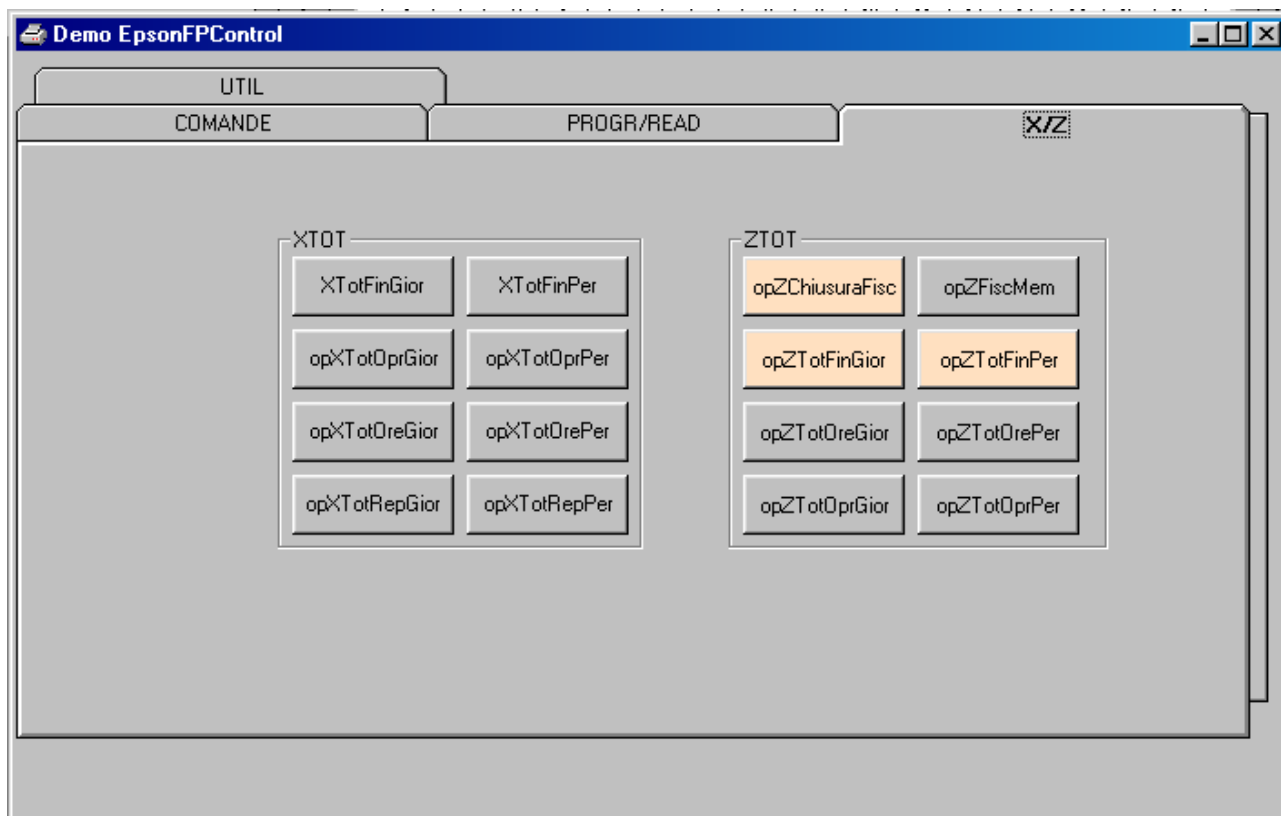 Demo EpsonFPControl
UTIL
COMANDE
PROGR/READ
X/Z
XTOT
XTotFinGior
XTotFinPer
opXTotOprGior
opXTotOprPer
opXTotOreGior
opXTotOrePer
opXTotRepGior
opXTotRepPer
ZTOT
opZChiusuraFisc
opZFiscMem
opZTotFinGior
opZTotFinPer
opZTotOreGior
opZTotOrePer
opZTotOprGior
opZTotOprPer